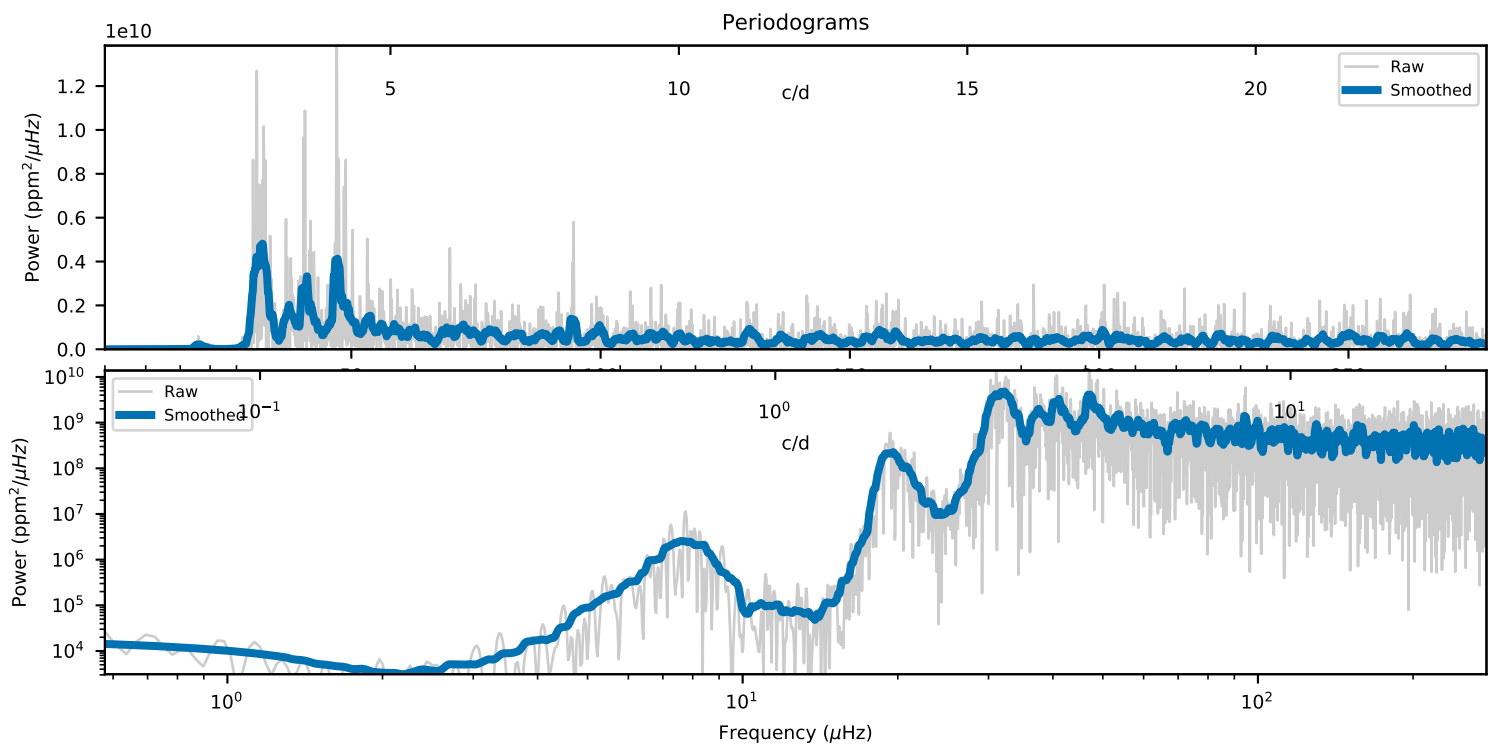 Periodograms
1e10
1.2
1.0
0.8
0.6
0.4
0.2
0.0
Power (ppm²/μHz)
5 10 15 20
c/d
Raw
Smoothed
10¹⁰
10⁹
10⁸
10⁷
10⁶
10⁵
10⁴
Power (ppm²/μHz)
Raw
Smoothed
10⁻¹ 10⁰ 10¹
c/d
10⁰ 10¹ 10²
Frequency (μHz)